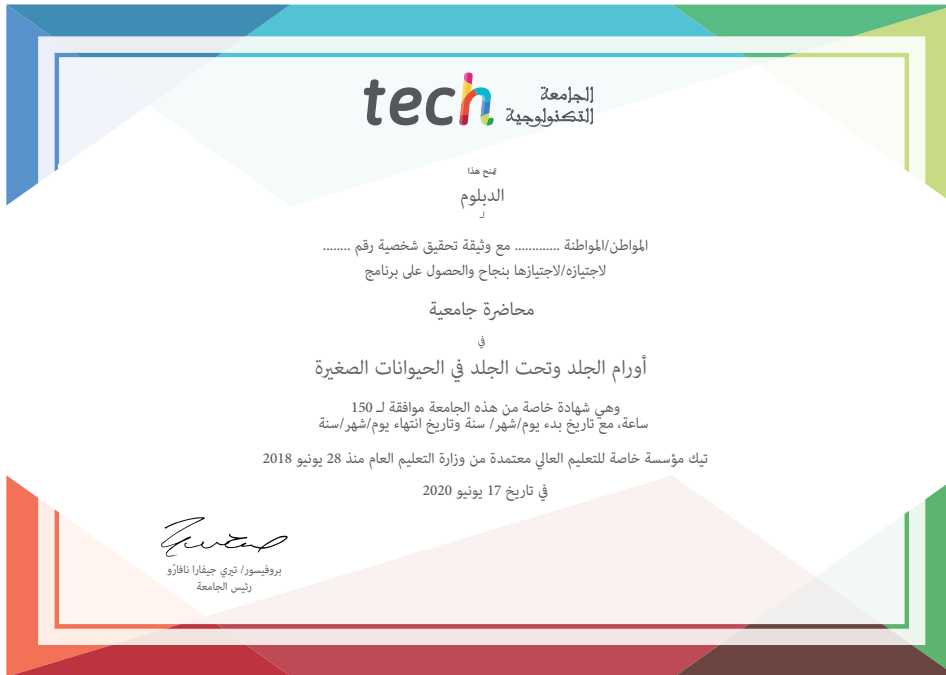 tech الجامعة
التكنولوجية
يمنح هذا
الدبلوم
لـ
المواطن/المواطنة ............ مع وثيقة تحقيق شخصية رقم ........
لاجتيازه/لاجتيازها بنجاح والحصول على برنامج
محاضرة جامعية
في
أورام الجلد وتحت الجلد في الحيوانات الصغيرة
وهي شهادة خاصة من هذه الجامعة موافقة لـ 150
ساعة، مع تاريخ بدء يوم/شهر/ سنة وتاريخ انتهاء يوم/شهر/سنة
تيك مؤسسة خاصة للتعليم العالي معتمدة من وزارة التعليم العام منذ 28 يونيو 2018
في تاريخ 17 يونيو 2020
بروفيسور/ تيري جيفارا نافارو
رئيس الجامعة